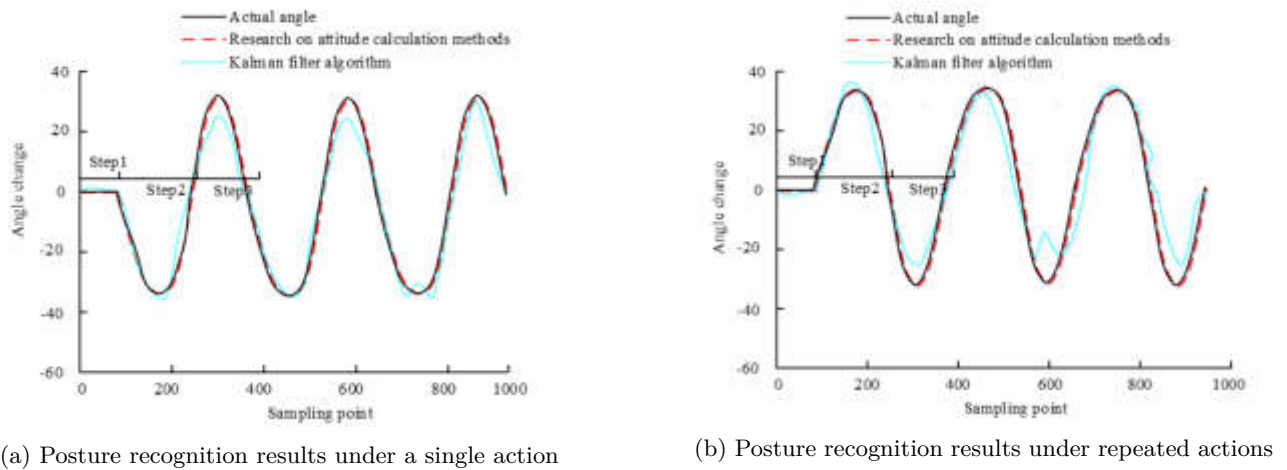 Actual angle
Research on attitude calculation methods
Kalman filter algorithm
40
20
0
-20
-40
-60
Angle change
Step1
Step2
Step3
0
200
400
600
800
1000
Sampling point
(a) Posture recognition results under a single action
Actual angle
Research on attitude calculation methods
Kalman filter algorithm
40
20
0
-20
-40
-60
Angle change
Step1
Step2
Step3
0
200
400
600
800
1000
Sampling point
(b) Posture recognition results under repeated actions